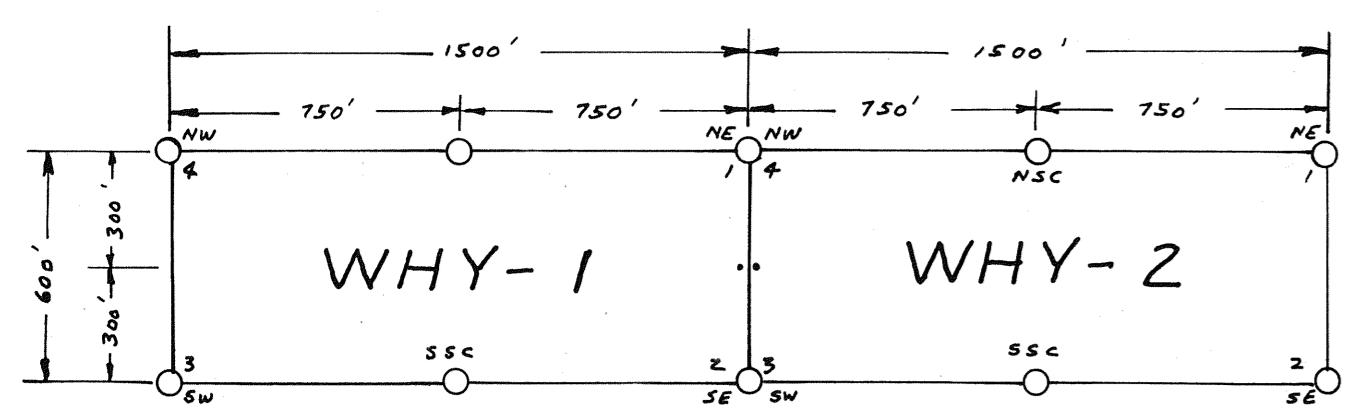 1500' 1500'
750' 750' 750' 750'
NW NE NW NE
4 1 4 NSC 1
300'
600' WHY-1 WHY-2
300'
SSC SSC
3 2 3 2
SW SE SW SE